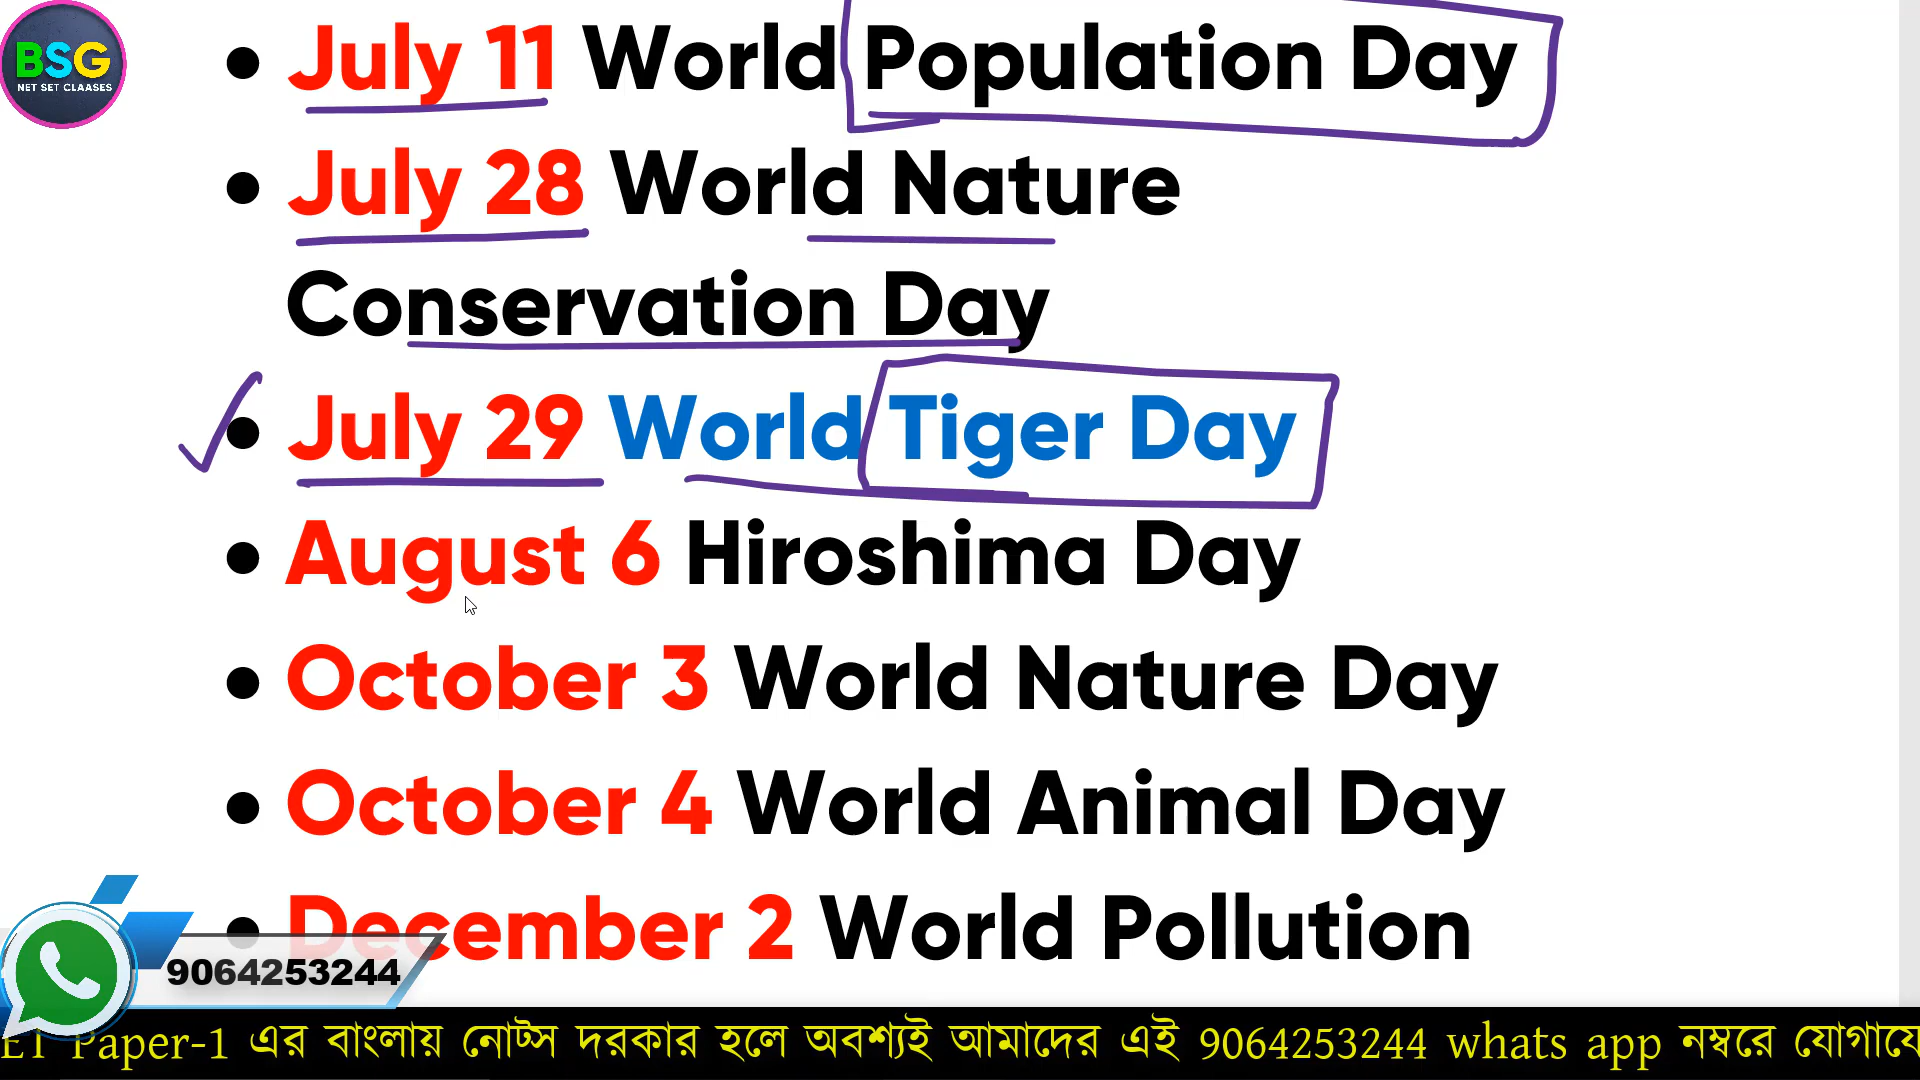 BSG
NET SET CLAASES
• July 11 World Population Day
• July 28 World Nature
Conservation Day
• July 29 World Tiger Day
• August 6 Hiroshima Day
• October 3 World Nature Day
• October 4 World Animal Day
• December 2 World Pollution
9064253244
ET Paper-1 এর বাংলায় নোটস দরকার হলে অবশ্যই আমাদের এই 9064253244 whats app নম্বরে যোগাযে